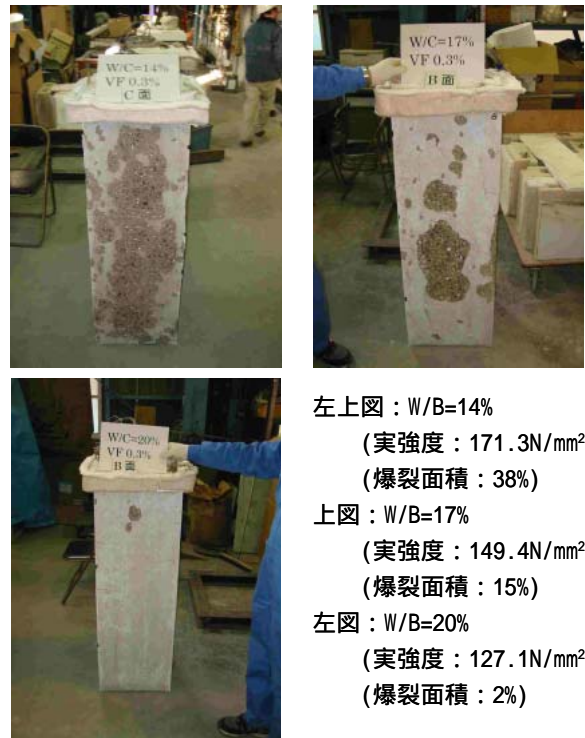 W/C=14%
VF 0.3%
C 面
W/C=17%
VF 0.3%
B 面
W/C=20%
VF 0.3%
B 面
左上図：W/B=14%
(実強度：171.3N/mm²
(爆裂面積：38%)
上図：W/B=17%
(実強度：149.4N/mm²
(爆裂面積：15%)
左図：W/B=20%
(実強度：127.1N/mm²
(爆裂面積：2%)